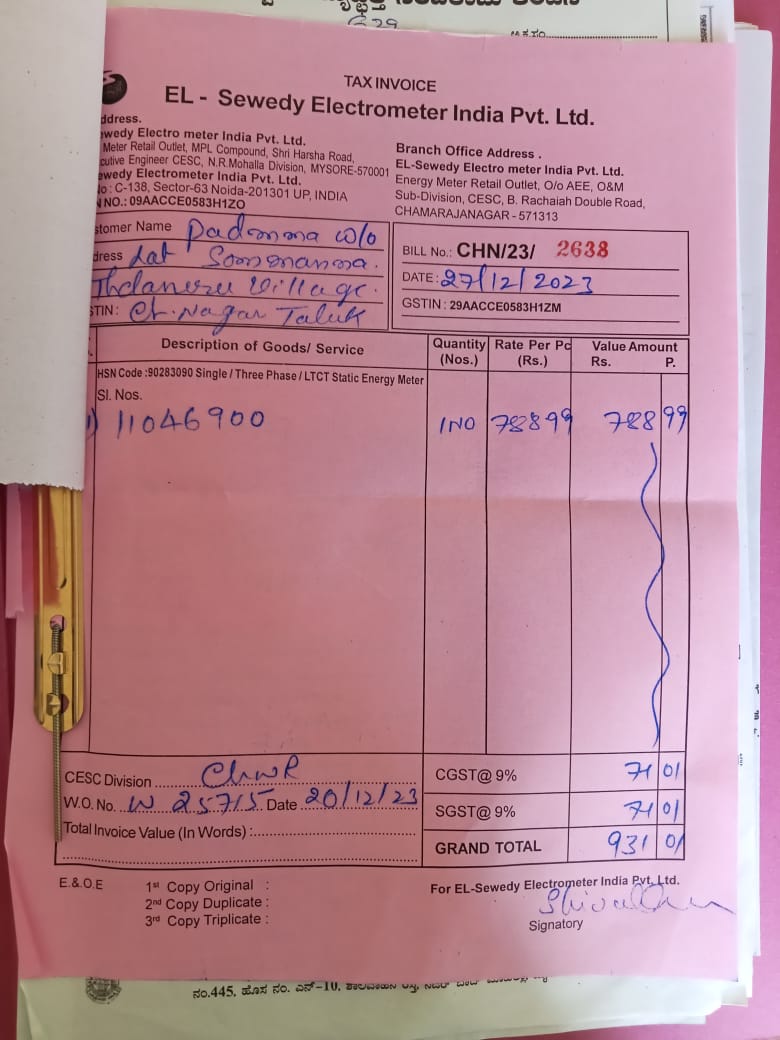 G29
TAX INVOICE
EL - Sewedy Electrometer India Pvt. Ltd.
ddress.
wedy Electro meter India Pvt. Ltd.
Meter Retail Outlet, MPL Compound, Shri Harsha Road,
cutive Engineer CESC, N.R.Mohalla Division, MYSORE-570001
ewedy Electrometer India Pvt. Ltd.
o : C-138, Sector-63 Noida-201301 UP, INDIA
N NO.: 09AACCE0583H1ZO
Branch Office Address .
EL-Sewedy Electro meter India Pvt. Ltd.
Energy Meter Retail Outlet, O/o AEE, O&M
Sub-Division, CESC, B. Rachaiah Double Road,
CHAMARAJANAGAR - 571313
stomer Name Padmma W/o
dress Lat Sommanna.
Village.
STIN: Ch.Nagar Taluk
BILL No.: CHN/23/ 2638
DATE: 27/12/2023
GSTIN : 29AACCE0583H1ZM
Description of Goods/ Service Quantity (Nos.) Rate Per Pc (Rs.) Value Amount Rs. P.
HSN Code :90283090 Single / Three Phase / LTCT Static Energy Meter
Sl. Nos.
1) 11046900 1NO 78899 788 99
CESC Division ChNR
W.O. No. W 25715 Date 20/12/23
Total Invoice Value (In Words) :
CGST@ 9% 71 01
SGST@ 9% 71 01
GRAND TOTAL 931 01
E.&.O.E
1st Copy Original :
2nd Copy Duplicate :
3rd Copy Triplicate :
For EL-Sewedy Electrometer India Pvt. Ltd.
Signatory
ನಂ.445, ಹೊಸ ನಂ. ಎನ್-10,